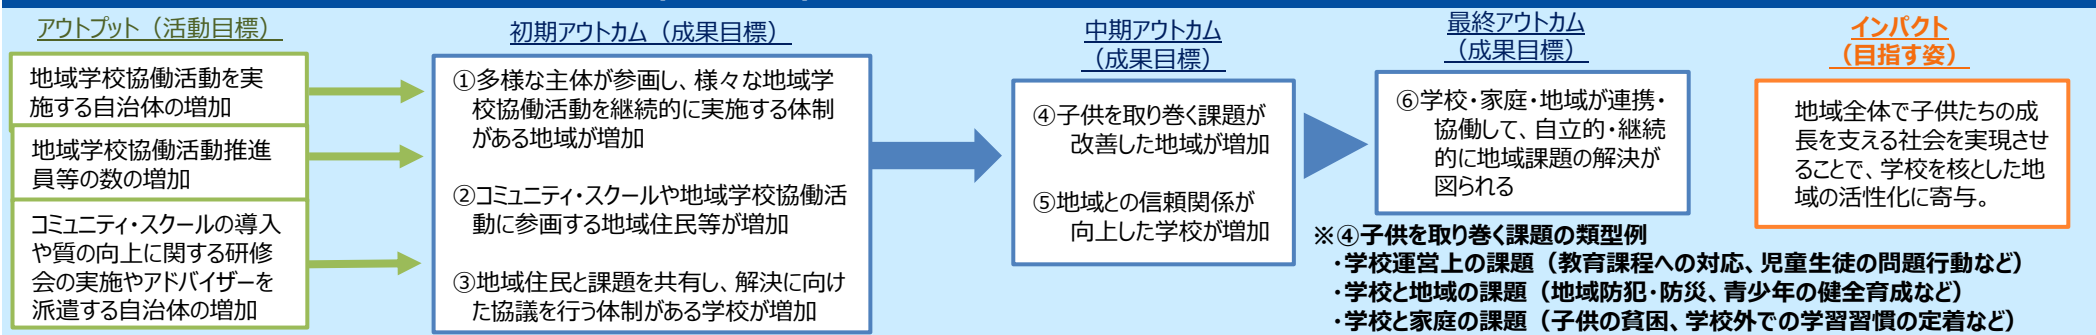 アウトプット（活動目標）
地域学校協働活動を実
施する自治体の増加
地域学校協働活動推進
員等の数の増加
コミュニティ・スクールの導入
や質の向上に関する研修
会の実施やアドバイザーを
派遣する自治体の増加
初期アウトカム（成果目標）
①多様な主体が参画し、様々な地域学
校協働活動を継続的に実施する体制
がある地域が増加
②コミュニティ・スクールや地域学校協働活
動に参画する地域住民等が増加
③地域住民と課題を共有し、解決に向け
た協議を行う体制がある学校が増加
中期アウトカム
（成果目標）
④子供を取り巻く課題が
改善した地域が増加
⑤地域との信頼関係が
向上した学校が増加
最終アウトカム
（成果目標）
⑥学校・家庭・地域が連携・
協働して、自立的・継続
的に地域課題の解決が
図られる
インパクト
（目指す姿）
地域全体で子供たちの成
長を支える社会を実現させ
ることで、学校を核とした地
域の活性化に寄与。
※④子供を取り巻く課題の類型例
・学校運営上の課題（教育課程への対応、児童生徒の問題行動など）
・学校と地域の課題（地域防犯・防災、青少年の健全育成など）
・学校と家庭の課題（子供の貧困、学校外での学習習慣の定着など）